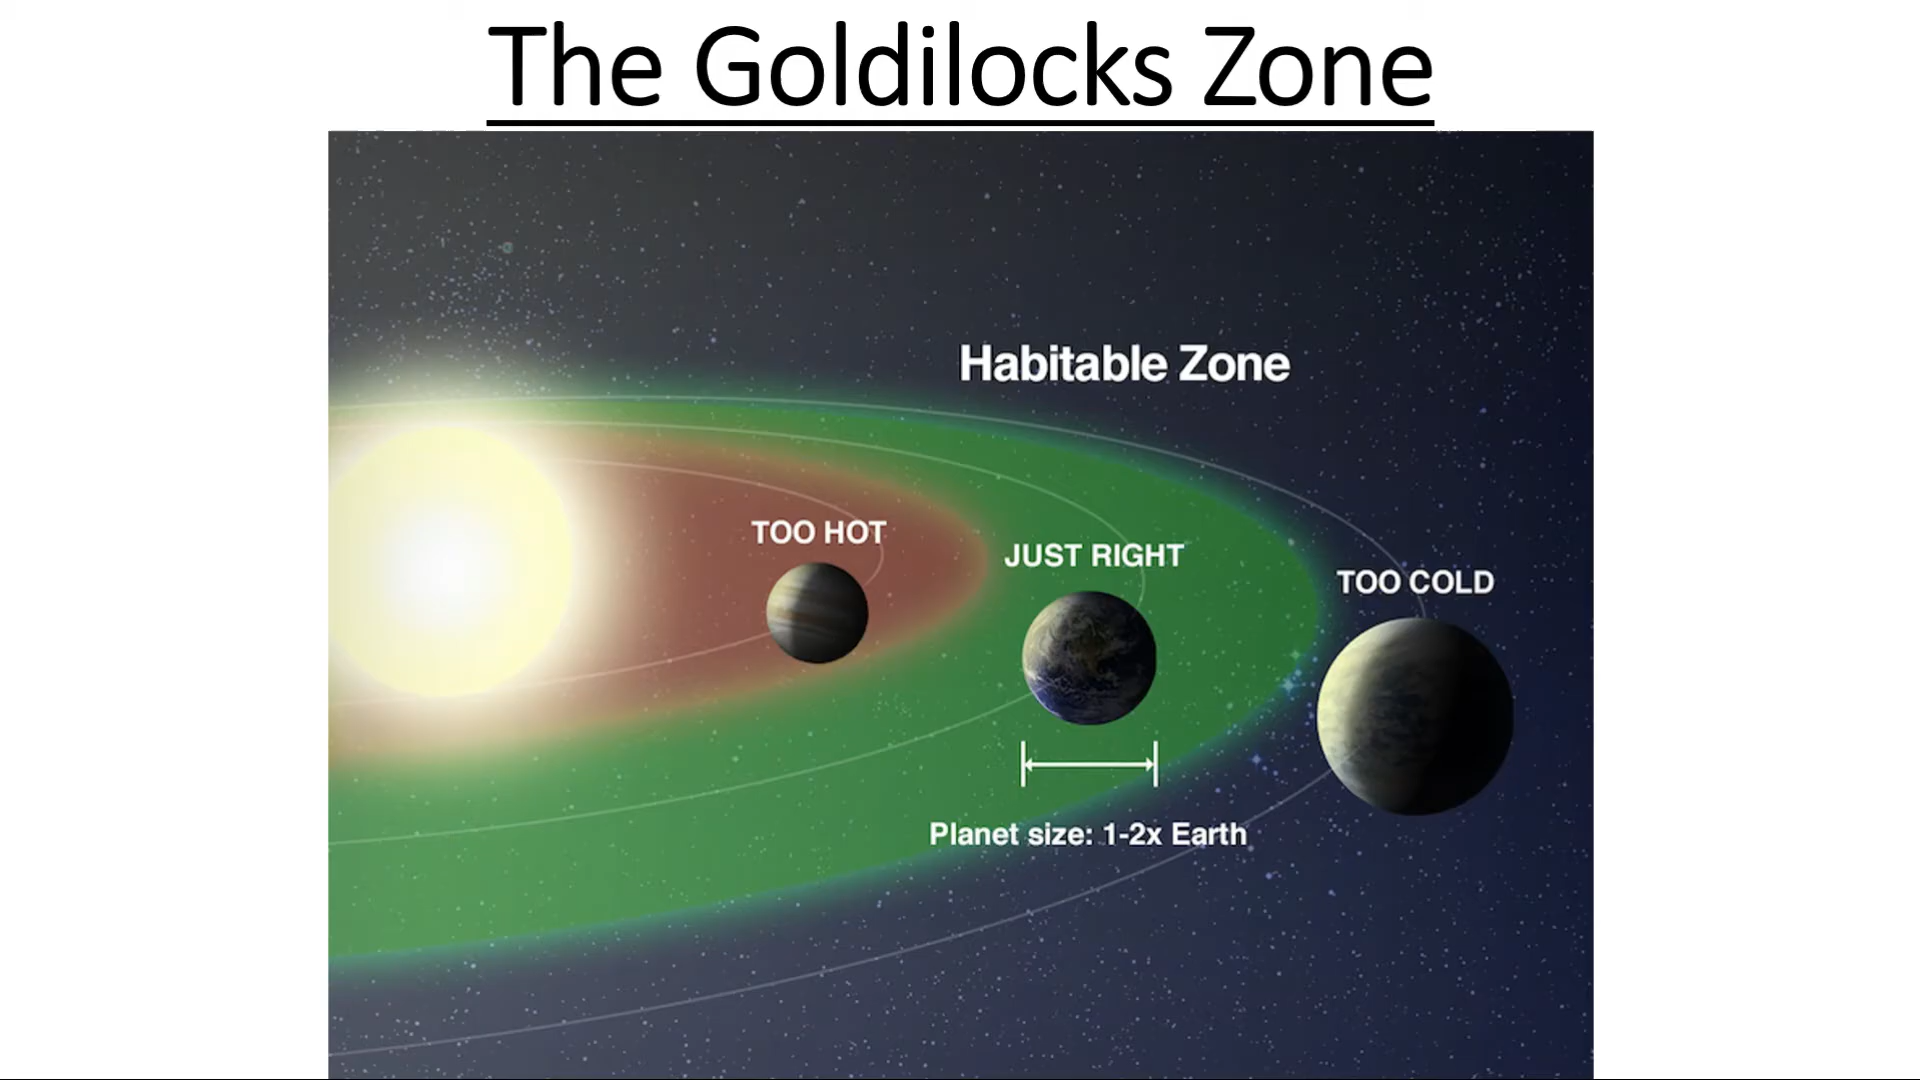 The Goldilocks Zone
Habitable Zone
TOO HOT
JUST RIGHT
TOO COLD
Planet size: 1-2x Earth